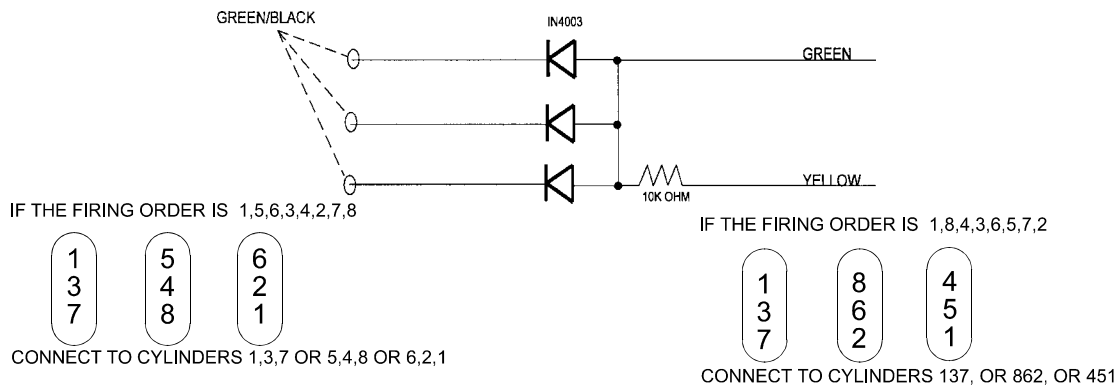 GREEN/BLACK
IN4003
GREEN
YELLOW
10K OHM
IF THE FIRING ORDER IS 1,5,6,3,4,2,7,8
1 5 6
3 4 2
7 8 1
CONNECT TO CYLINDERS 1,3,7 OR 5,4,8 OR 6,2,1
IF THE FIRING ORDER IS 1,8,4,3,6,5,7,2
1 8 4
3 6 5
7 2 1
CONNECT TO CYLINDERS 137, OR 862, OR 451